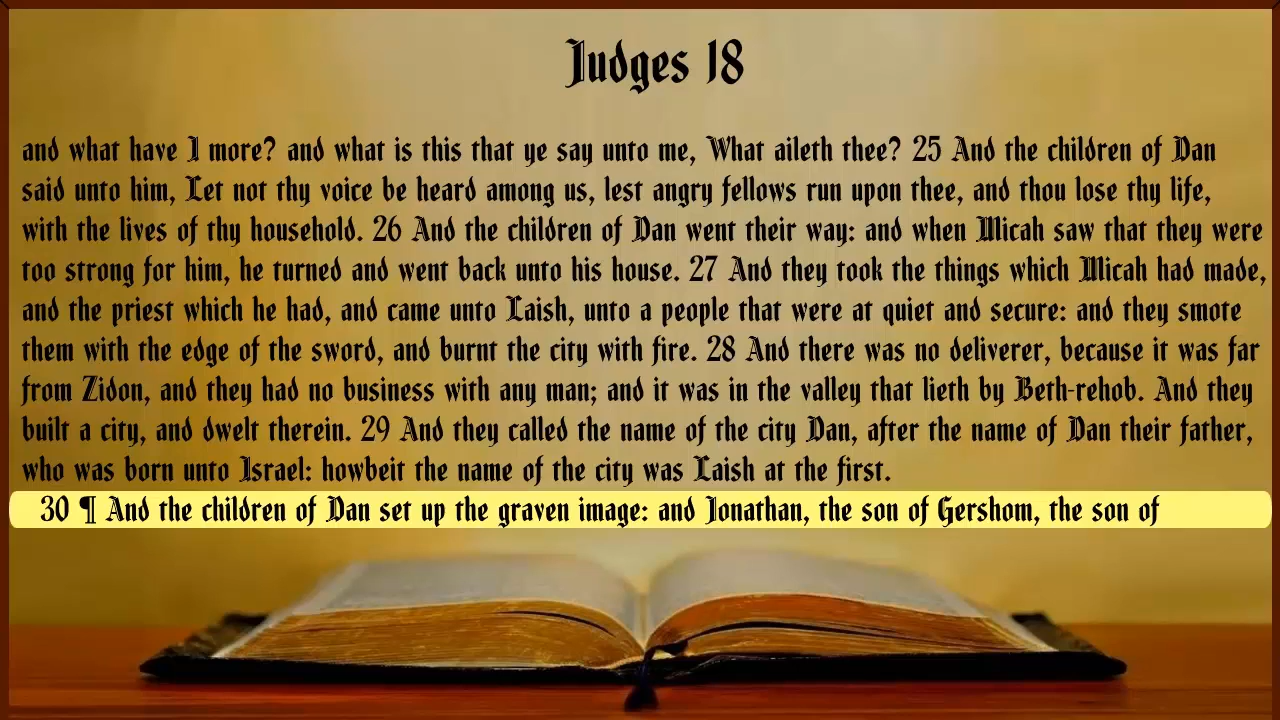 Judges 18
and what have I more? and what is this that ye say unto me, What aileth thee? 25 And the children of Dan
said unto him, Let not thy voice be heard among us, lest angry fellows run upon thee, and thou lose thy life,
with the lives of thy household. 26 And the children of Dan went their way: and when Micah saw that they were
too strong for him, he turned and went back unto his house. 27 And they took the things which Micah had made,
and the priest which he had, and came unto Laish, unto a people that were at quiet and secure: and they smote
them with the edge of the sword, and burnt the city with fire. 28 And there was no deliverer, because it was far
from Zidon, and they had no business with any man; and it was in the valley that lieth by Beth-rehob. And they
built a city, and dwelt therein. 29 And they called the name of the city Dan, after the name of Dan their father,
who was born unto Israel: howbeit the name of the city was Laish at the first.
30 ¶ And the children of Dan set up the graven image: and Jonathan, the son of Gershom, the son of